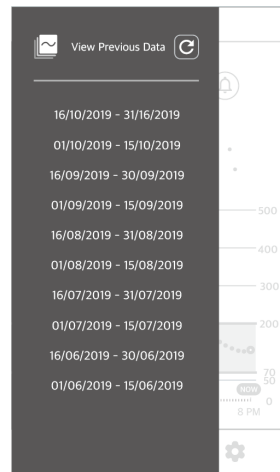 View Previous Data
16/10/2019 - 31/16/2019
01/10/2019 - 15/10/2019
16/09/2019 - 30/09/2019
01/09/2019 - 15/09/2019
16/08/2019 - 31/08/2019
01/08/2019 - 15/08/2019
16/07/2019 - 31/07/2019
01/07/2019 - 15/07/2019
16/06/2019 - 30/06/2019
01/06/2019 - 15/06/2019
500
400
300
200
70
50
NOW
0
8 PM